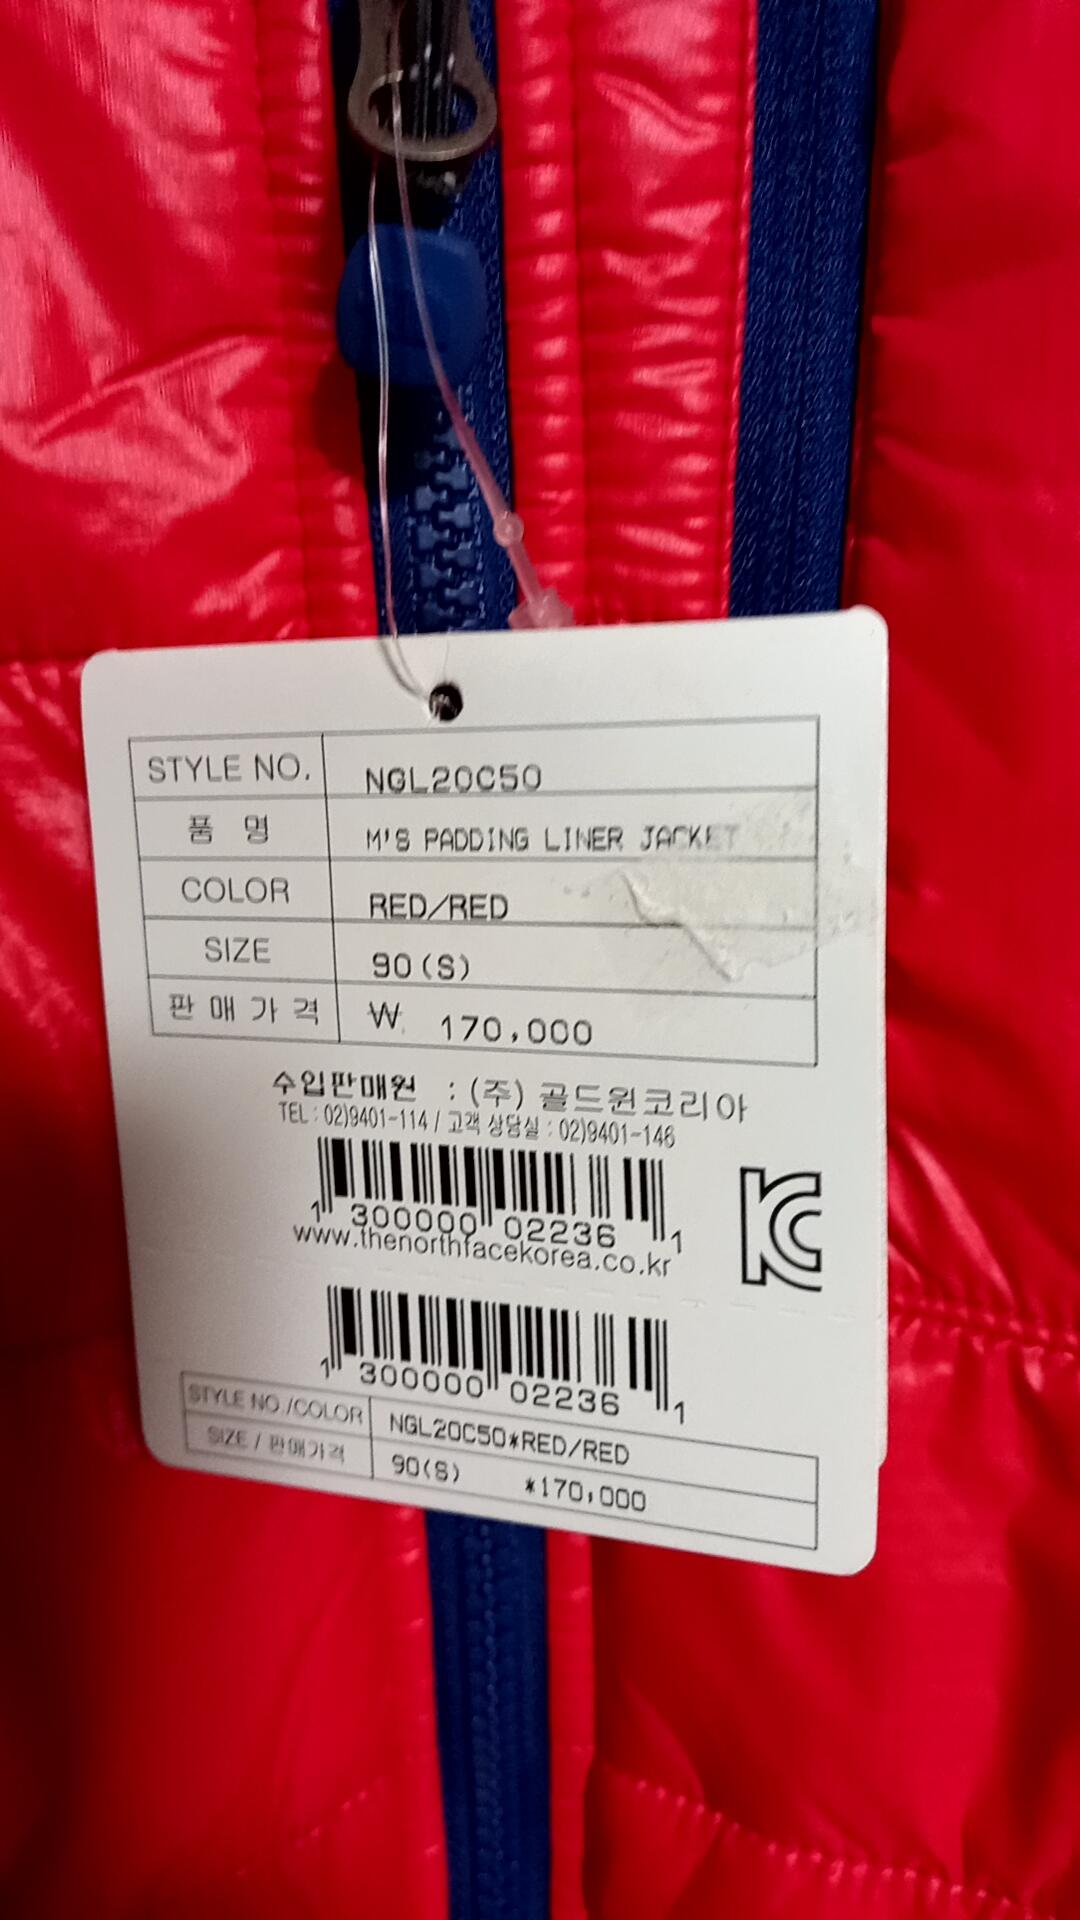 STYLE NO. NGL20C50
품 명 M'S PADDING LINER JACKET
COLOR RED/RED
SIZE 90(S)
판매가격 ₩ 170,000
수입판매원 : (주) 골드윈코리아
TEL : 02)9401-114 / 고객 상담실 : 02)9401-146
1 300000 02236 1
www.thenorthfacekorea.co.kr
1 300000 02236 1
STYLE NO./COLOR NGL20C50*RED/RED
SIZE / 판매가격 90(S) *170,000